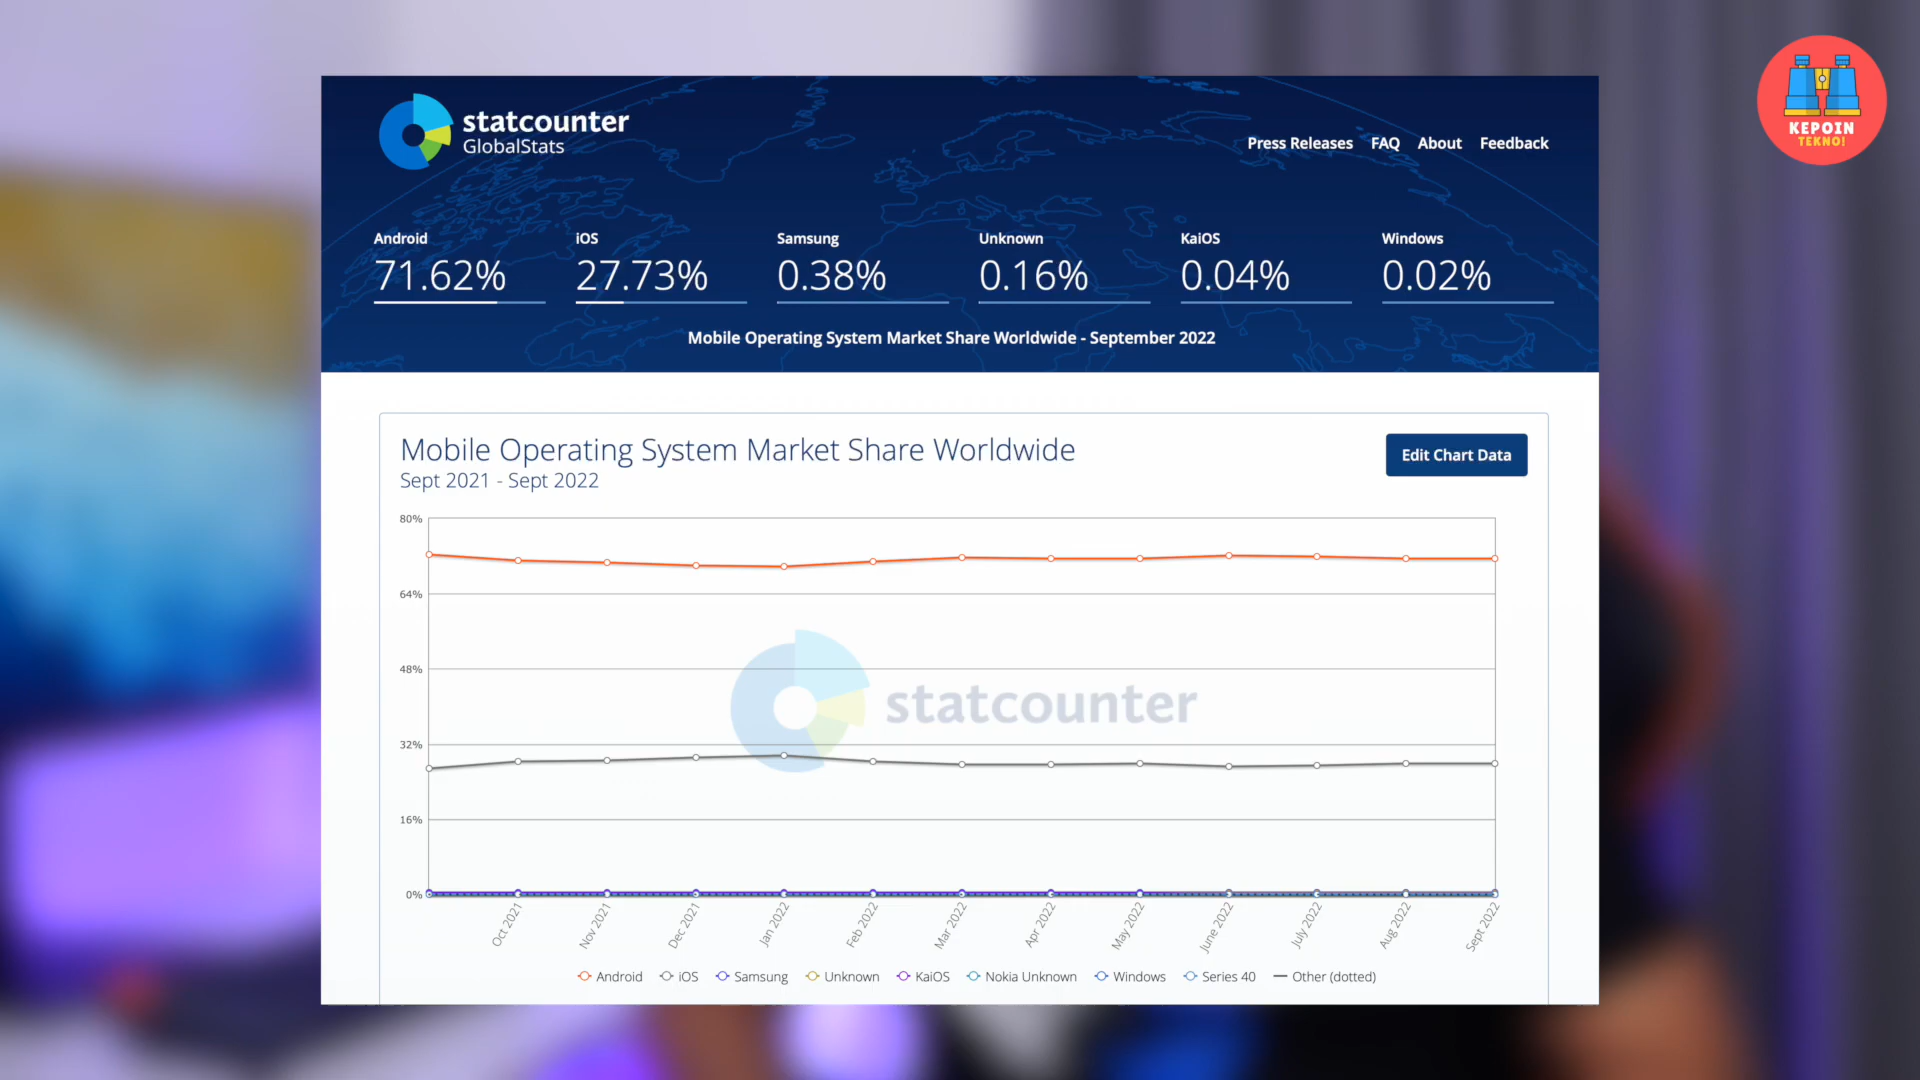 KEPOIN
TEKNO!
statcounter
GlobalStats
Press Releases FAQ About Feedback
Android iOS Samsung Unknown KaiOS Windows
71.62% 27.73% 0.38% 0.16% 0.04% 0.02%
Mobile Operating System Market Share Worldwide - September 2022
Mobile Operating System Market Share Worldwide
Sept 2021 - Sept 2022
Edit Chart Data
80%
64%
48%
statcounter
32%
16%
0%
Oct 2021 Nov 2021 Dec 2021 Jan 2022 Feb 2022 Mar 2022 Apr 2022 May 2022 June 2022 July 2022 Aug 2022 Sept 2022
Android iOS Samsung Unknown KaiOS Nokia Unknown Windows Series 40 Other (dotted)